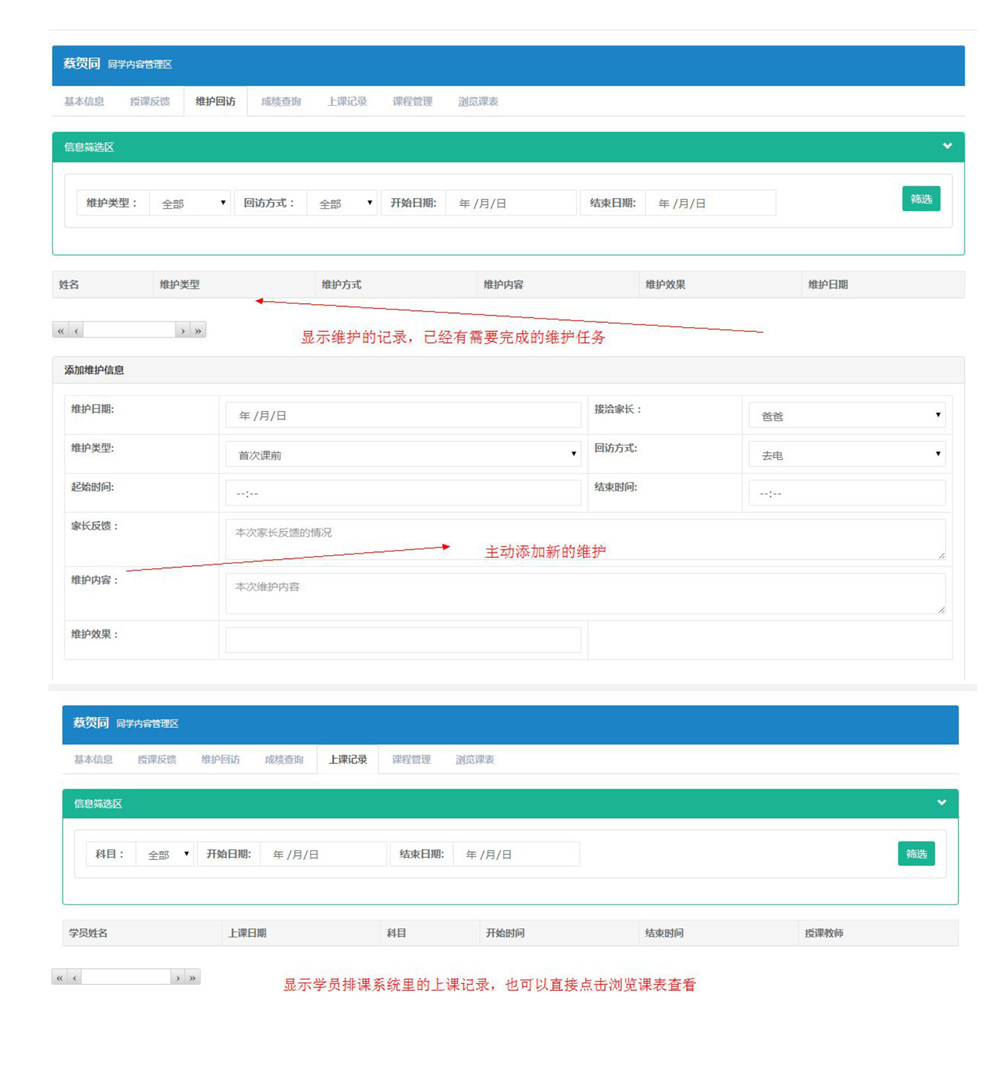 蔡贺同 同学内容管理区
基本信息 授课反馈 维护回访 成绩查询 上课记录 课程管理 浏览课表
信息筛选区
维护类型： 全部 回访方式： 全部 开始日期: 年 /月/日 结束日期: 年 /月/日 筛选
姓名 维护类型 维护方式 维护内容 维护效果 维护日期
« ‹ › »
显示维护的记录，已经有需要完成的维护任务
添加维护信息
维护日期: 年 /月/日 接洽家长： 爸爸
维护类型: 首次课前 回访方式: 去电
起始时间: --:-- 结束时间: --:--
家长反馈： 本次家长反馈的情况
主动添加新的维护
维护内容： 本次维护内容
维护效果：
蔡贺同 同学内容管理区
基本信息 授课反馈 维护回访 成绩查询 上课记录 课程管理 浏览课表
信息筛选区
科目： 全部 开始日期: 年 /月/日 结束日期: 年 /月/日 筛选
学员姓名 上课日期 科目 开始时间 结束时间 授课教师
« ‹ › »
显示学员排课系统里的上课记录，也可以直接点击浏览课表查看